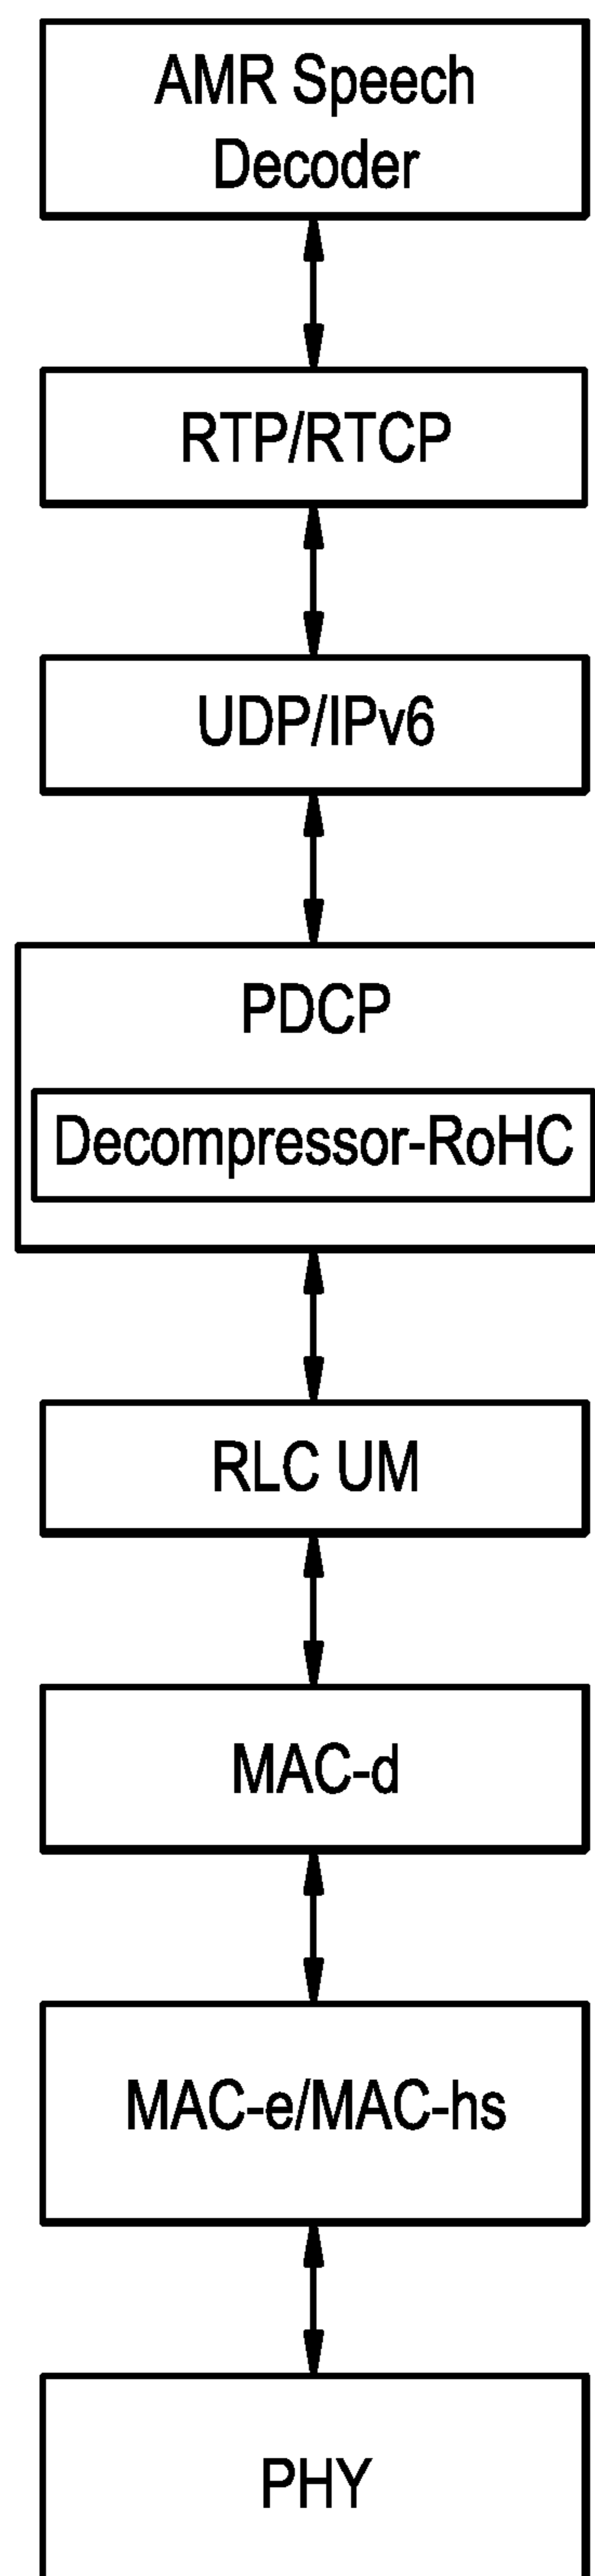 AMR Speech
Decoder
RTP/RTCP
UDP/IPv6
PDCP
Decompressor-RoHC
RLC UM
MAC-d
MAC-e/MAC-hs
PHY